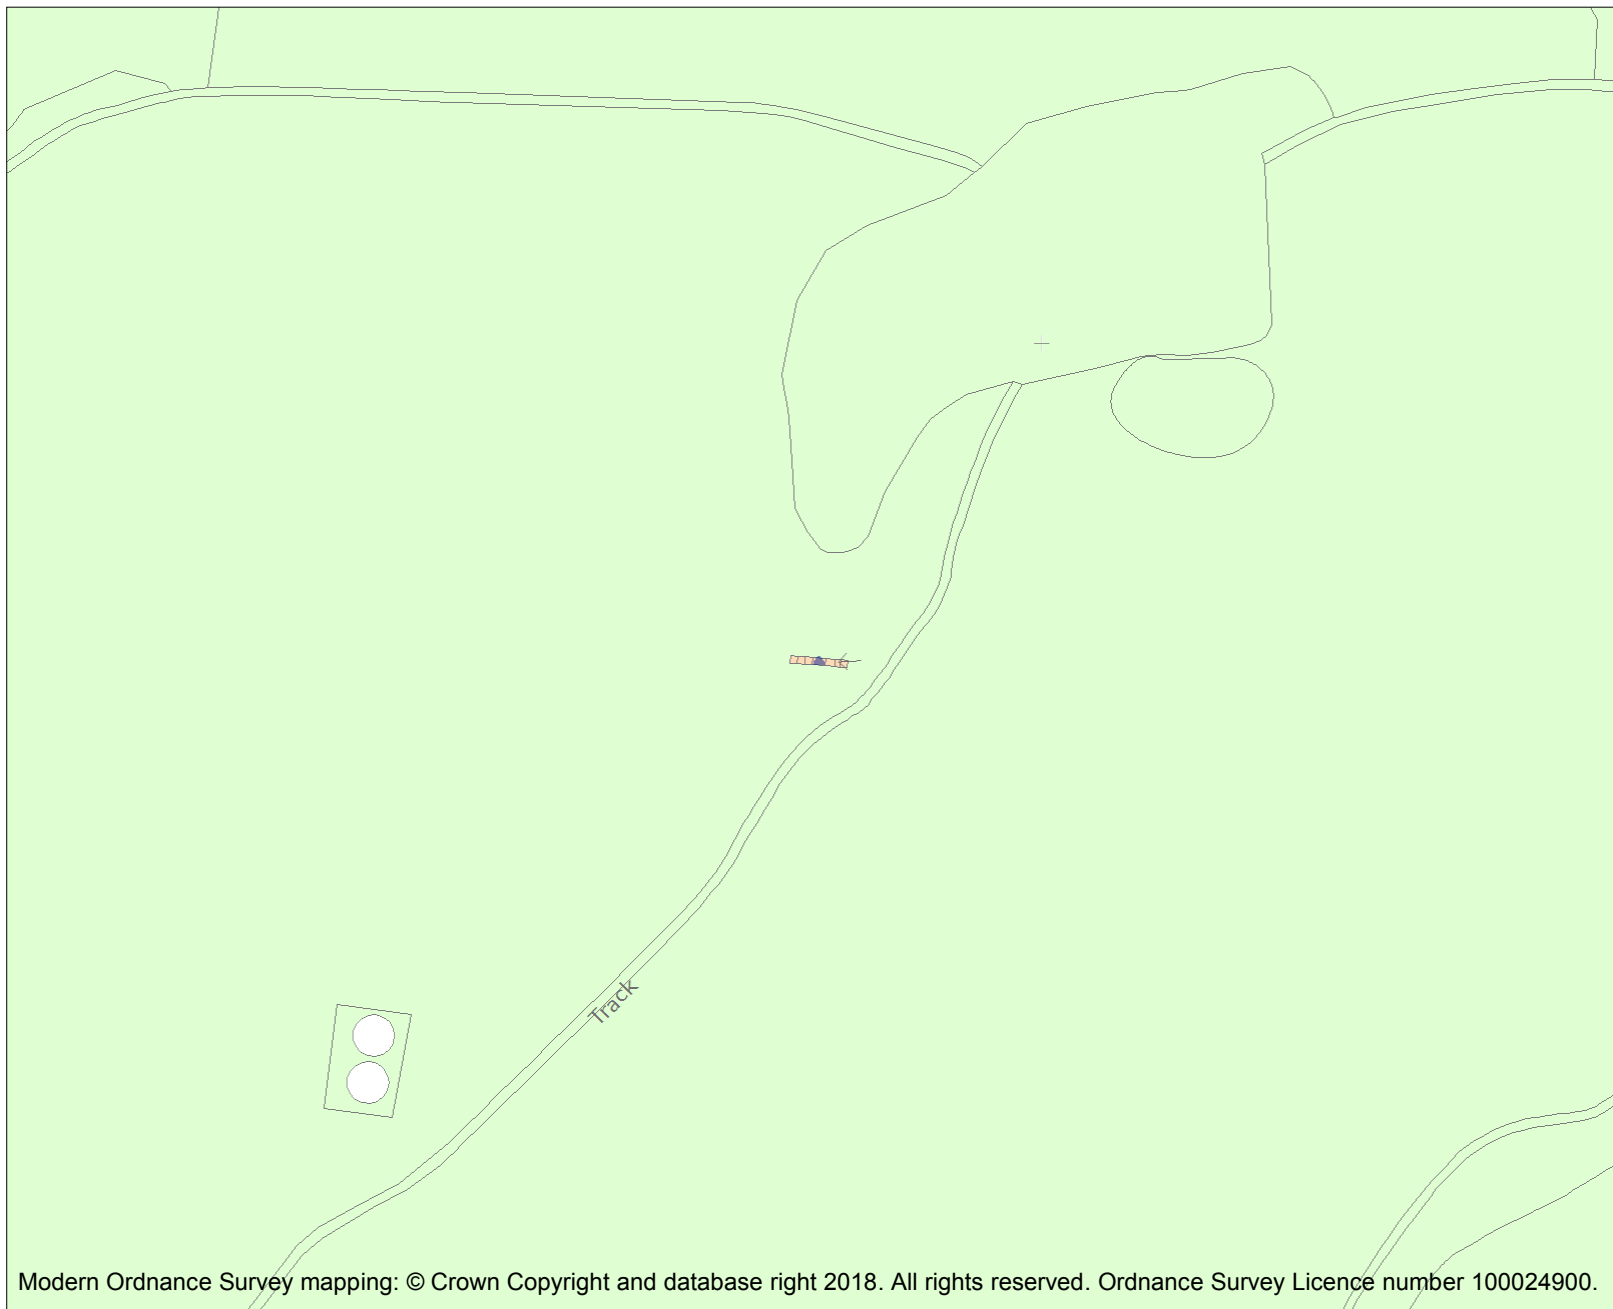 Track
Modern Ordnance Survey mapping: © Crown Copyright and database right 2018. All rights reserved. Ordnance Survey Licence number 100024900.